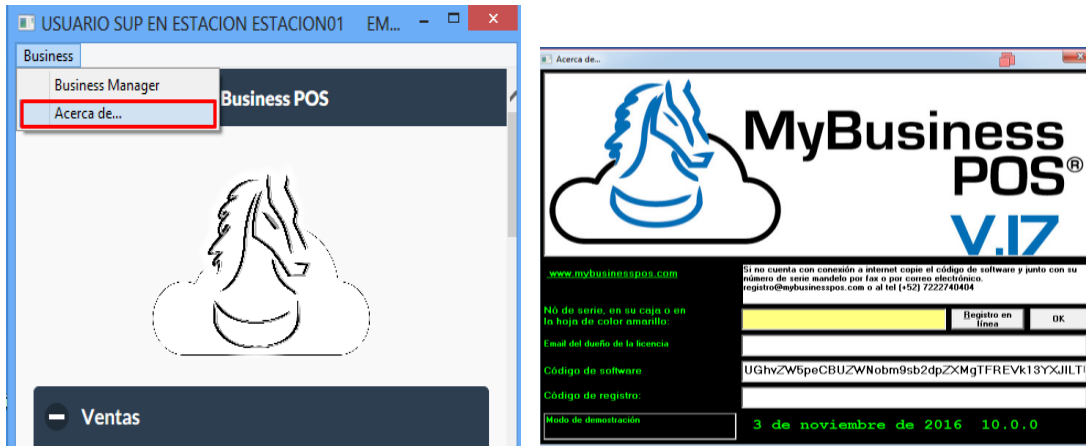 USUARIO SUP EN ESTACION ESTACION01 EM...
Business
Business Manager
Acerca de...
Business POS
Ventas
Acerca de...
MyBusiness
POS®
V.17
www.mybusinesspos.com
Si no cuenta con conexión a internet copie el código de software y junto con su
número de serie mandelo por fax o por correo electrónico.
registro@mybusinesspos.com o al tel (+52) 7222740404
Nó de serie, en su caja o en
la hoja de color amarillo:
Registro en
línea
OK
Email del dueño de la licencia
Código de software
Código de registro:
Modo de demostración
3 de noviembre de 2016 10.0.0